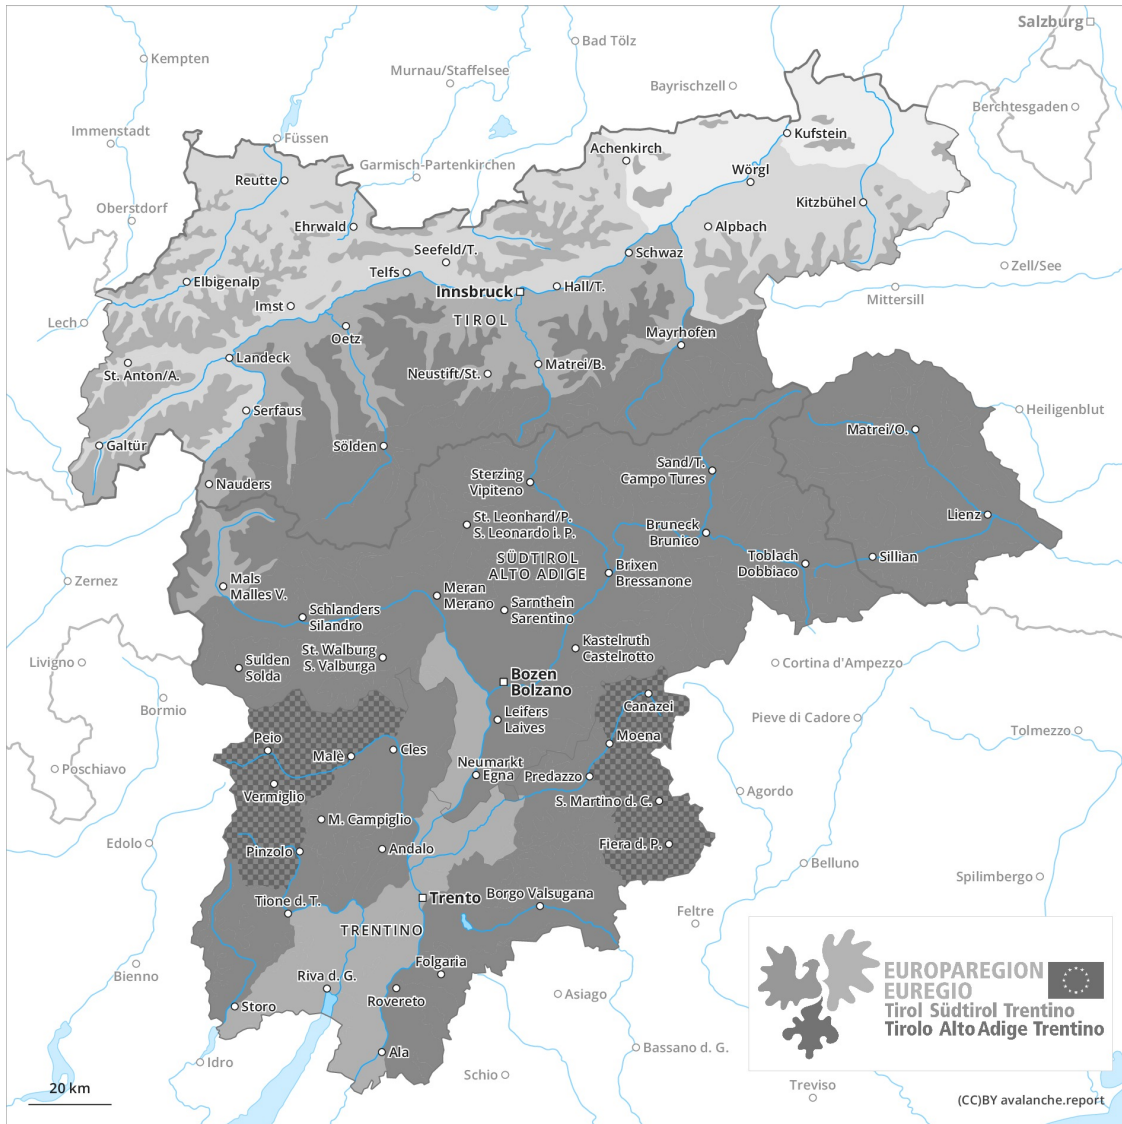 Salzburg
Bad Tölz
Kempten
Murnau/Staffelsee
Bayrischzell
Berchtesgaden
Immenstadt
Füssen
Kufstein
Achenkirch
Garmisch-Partenkirchen
Wörgl
Reutte
Kitzbühel
Oberstdorf
Ehrwald
Alpbach
Seefeld/T.
Schwaz
Zell/See
Telfs
Elbigenalp
Hall/T.
Innsbruck
Mittersill
Imst
TIROL
Lech
Mayrhofen
Oetz
Landeck
Matrei/B.
St. Anton/A.
Neustift/St.
Serfaus
Heiligenblut
Matrei/O.
Galtür
Sölden
Sand/T.
Campo Tures
Sterzing
Vipiteno
Nauders
Lienz
St. Leonhard/P.
S. Leonardo i. P.
Bruneck
Brunico
SÜDTIROL
ALTO ADIGE
Toblach
Dobbiaco
Sillian
Brixen
Bressanone
Zernez
Mals
Malles V.
Meran
Merano
Sarnthein
Sarentino
Schlanders
Silandro
Kastelruth
Castelrotto
St. Walburg
S. Valburga
Livigno
Sulden
Solda
Cortina d'Ampezzo
Bozen
Bolzano
Canazei
Bormio
Leifers
Laives
Pieve di Cadore
Tolmezzo
Moena
Peio
Malè
Cles
Neumarkt
Egna
Predazzo
Poschiavo
Vermiglio
Agordo
S. Martino d. C.
M. Campiglio
Edolo
Fiera d. P.
Pinzolo
Andalo
Belluno
Spilimbergo
Borgo Valsugana
Trento
Tione d. T.
Feltre
TRENTINO
Folgaria
Bienno
Riva d. G.
Rovereto
Asiago
Storo
EUROPAREGION
EUREGIO
Tirol Südtirol Trentino
Tirolo Alto Adige Trentino
Bassano d. G.
Ala
Idro
Schio
Treviso
20 km
(CC)BY avalanche.report